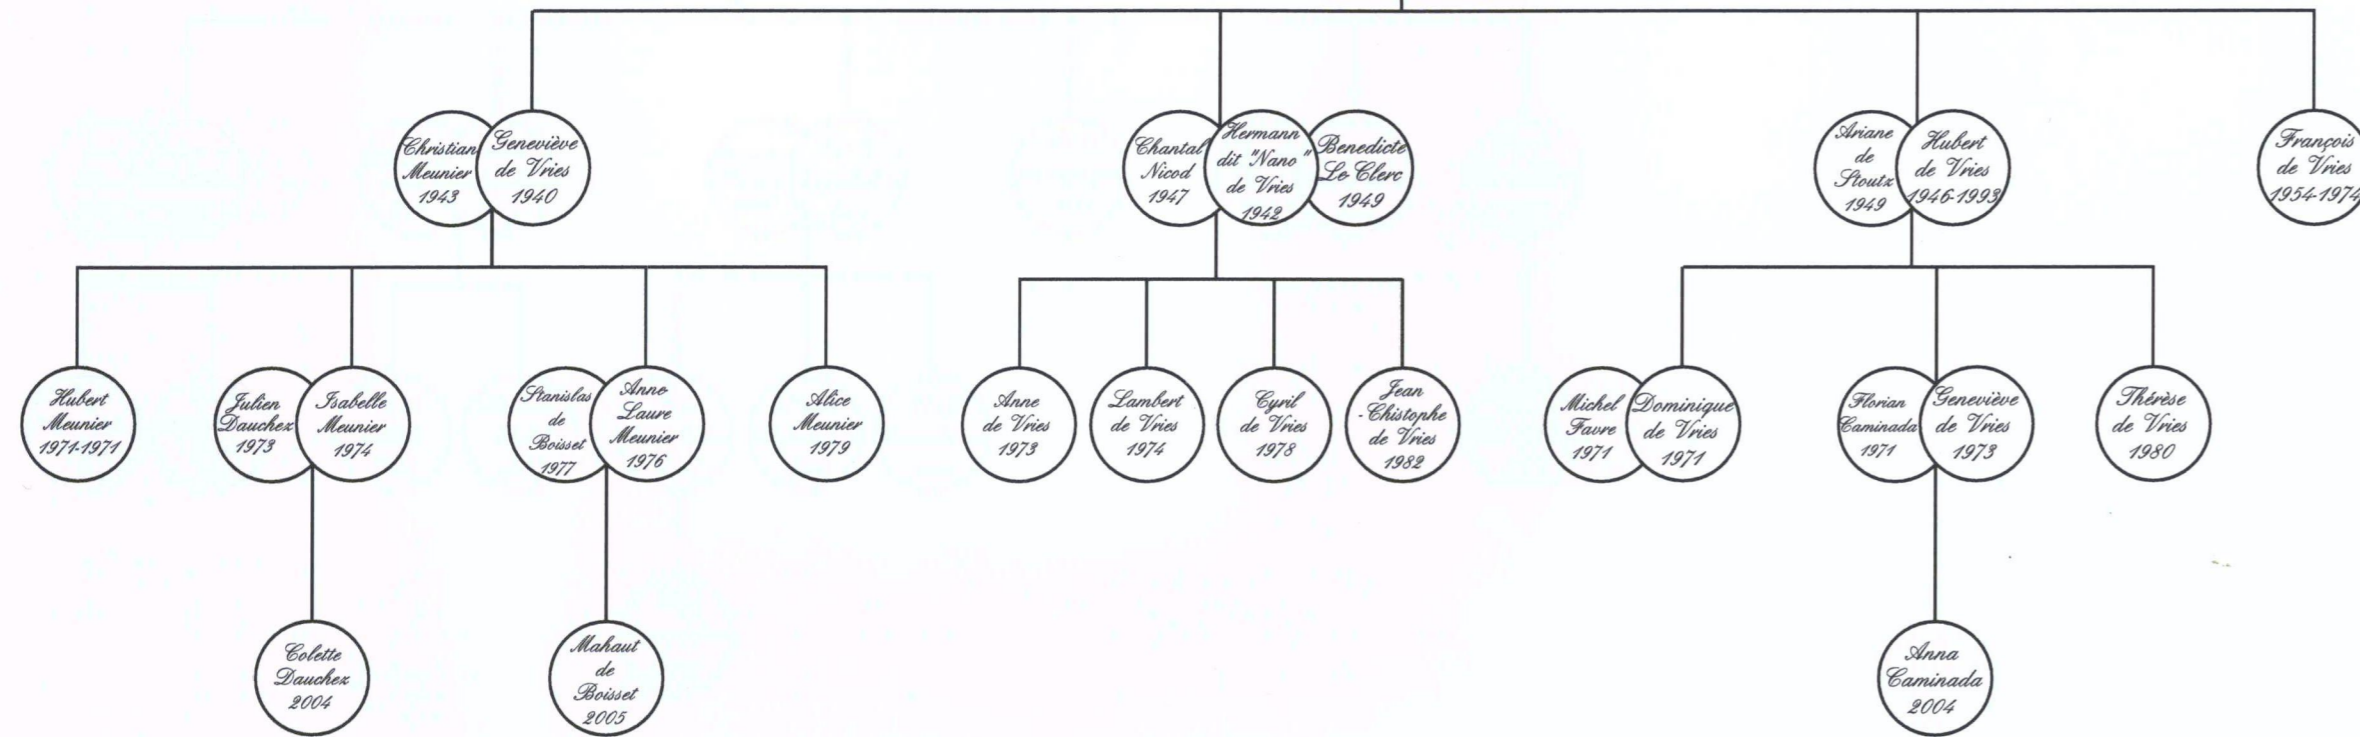 Christian
Meunier
1943
Geneviève
de Vries
1940
Chantal
Nicod
1947
Hermann
dit "Nano"
de Vries
1942
Benedicte
Le Clerc
1949
Ariane
de
Stoutz
1949
Hubert
de Vries
1946-1993
François
de Vries
1954-1974
Hubert
Meunier
1971-1971
Julien
Dauchez
1973
Isabelle
Meunier
1974
Stanislas
de
Boisset
1977
Anne-
Laure
Meunier
1976
Alice
Meunier
1979
Anne
de Vries
1973
Lambert
de Vries
1974
Cyril
de Vries
1978
Jean
-Chistophe
de Vries
1982
Michel
Favre
1971
Dominique
de Vries
1971
Florian
Caminada
1971
Geneviève
de Vries
1973
Thérèse
de Vries
1980
Colette
Dauchez
2004
Mahaut
de
Boisset
2005
Anna
Caminada
2004